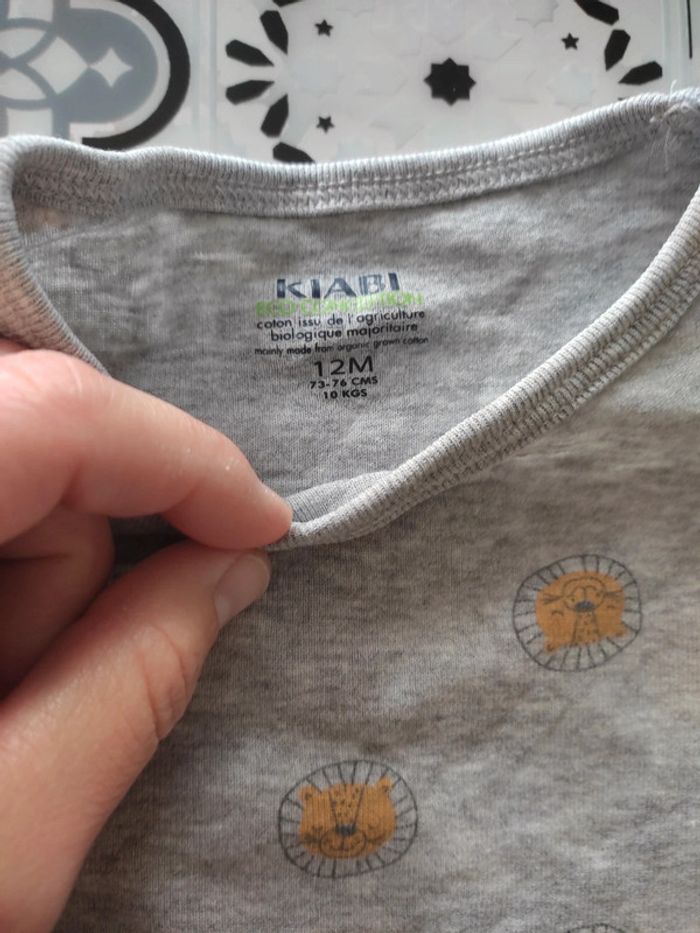 KIABI
ECO CONCEPTION
coton issu de l'agriculture
biologique majoritaire
mainly made from organic grown cotton
12M
73-76 CMS
10 KGS